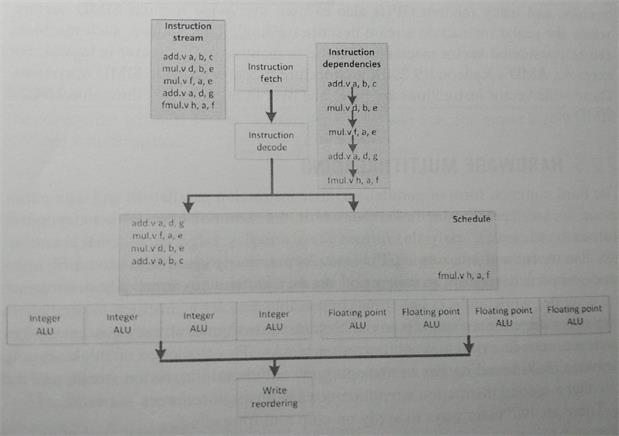 Instruction
stream
add.v a, b, c
mul.v d, b, e
mul.v f, a, e
add.v a, d, g
fmul.v h, a, f
Instruction
fetch
Instruction
decode
Instruction
dependencies
add.v a, b, c
mul.v d, b, e
mul.v f, a, e
add.v a, d, g
fmul.v h, a, f
add.v a, d, g
mul.v f, a, e
mul.v d, b, e
add.v a, b, c
Schedule
fmul.v h, a, f
Integer
ALU
Integer
ALU
Integer
ALU
Integer
ALU
Floating point
ALU
Floating point
ALU
Floating point
ALU
Floating point
ALU
Write
reordering